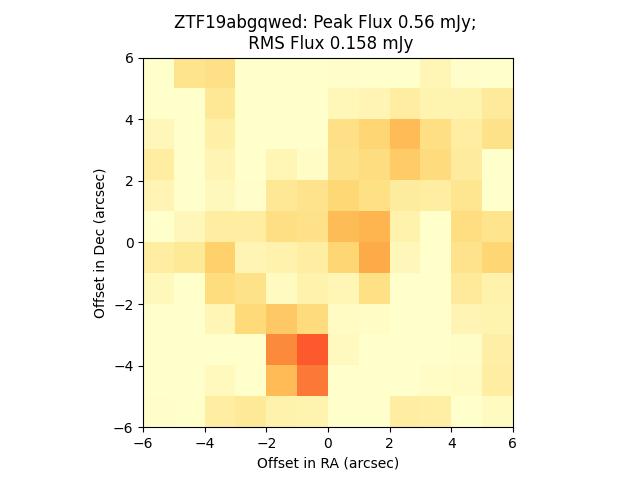 ZTF19abgqwed: Peak Flux 0.56 mJy;
RMS Flux 0.158 mJy
6
4
2
0
−2
−4
−6
Offset in Dec (arcsec)
−6 −4 −2 0 2 4 6
Offset in RA (arcsec)